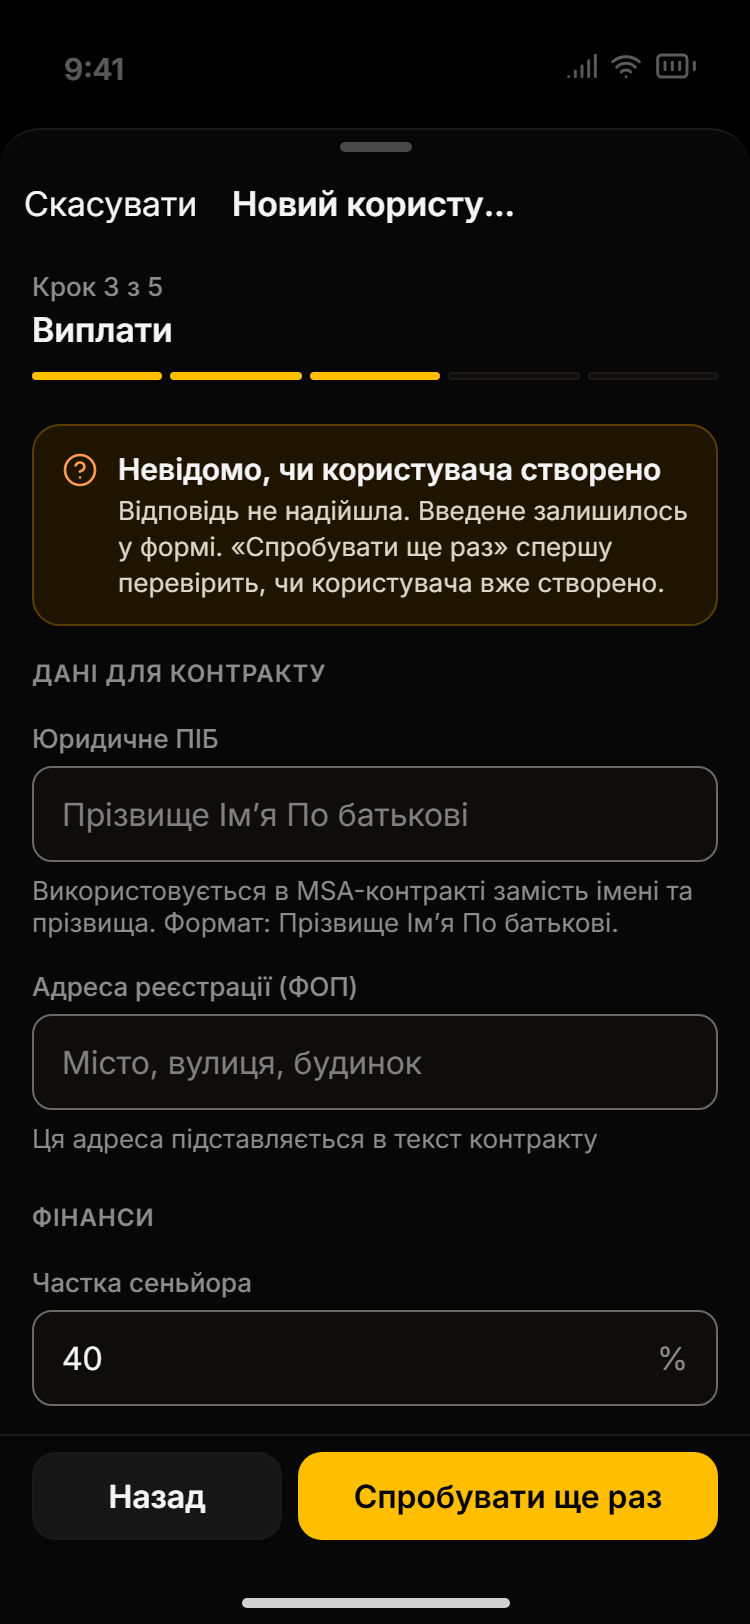 9:41
Скасувати Новий користу...
Крок 3 з 5
Виплати
Невідомо, чи користувача створено
Відповідь не надійшла. Введене залишилось
у формі. «Спробувати ще раз» спершу
перевірить, чи користувача вже створено.
ДАНІ ДЛЯ КОНТРАКТУ
Юридичне ПІБ
Прізвище Ім’я По батькові
Використовується в MSA-контракті замість імені та
прізвища. Формат: Прізвище Ім’я По батькові.
Адреса реєстрації (ФОП)
Місто, вулиця, будинок
Ця адреса підставляється в текст контракту
ФІНАНСИ
Частка сеньйора
40 %
Назад Спробувати ще раз